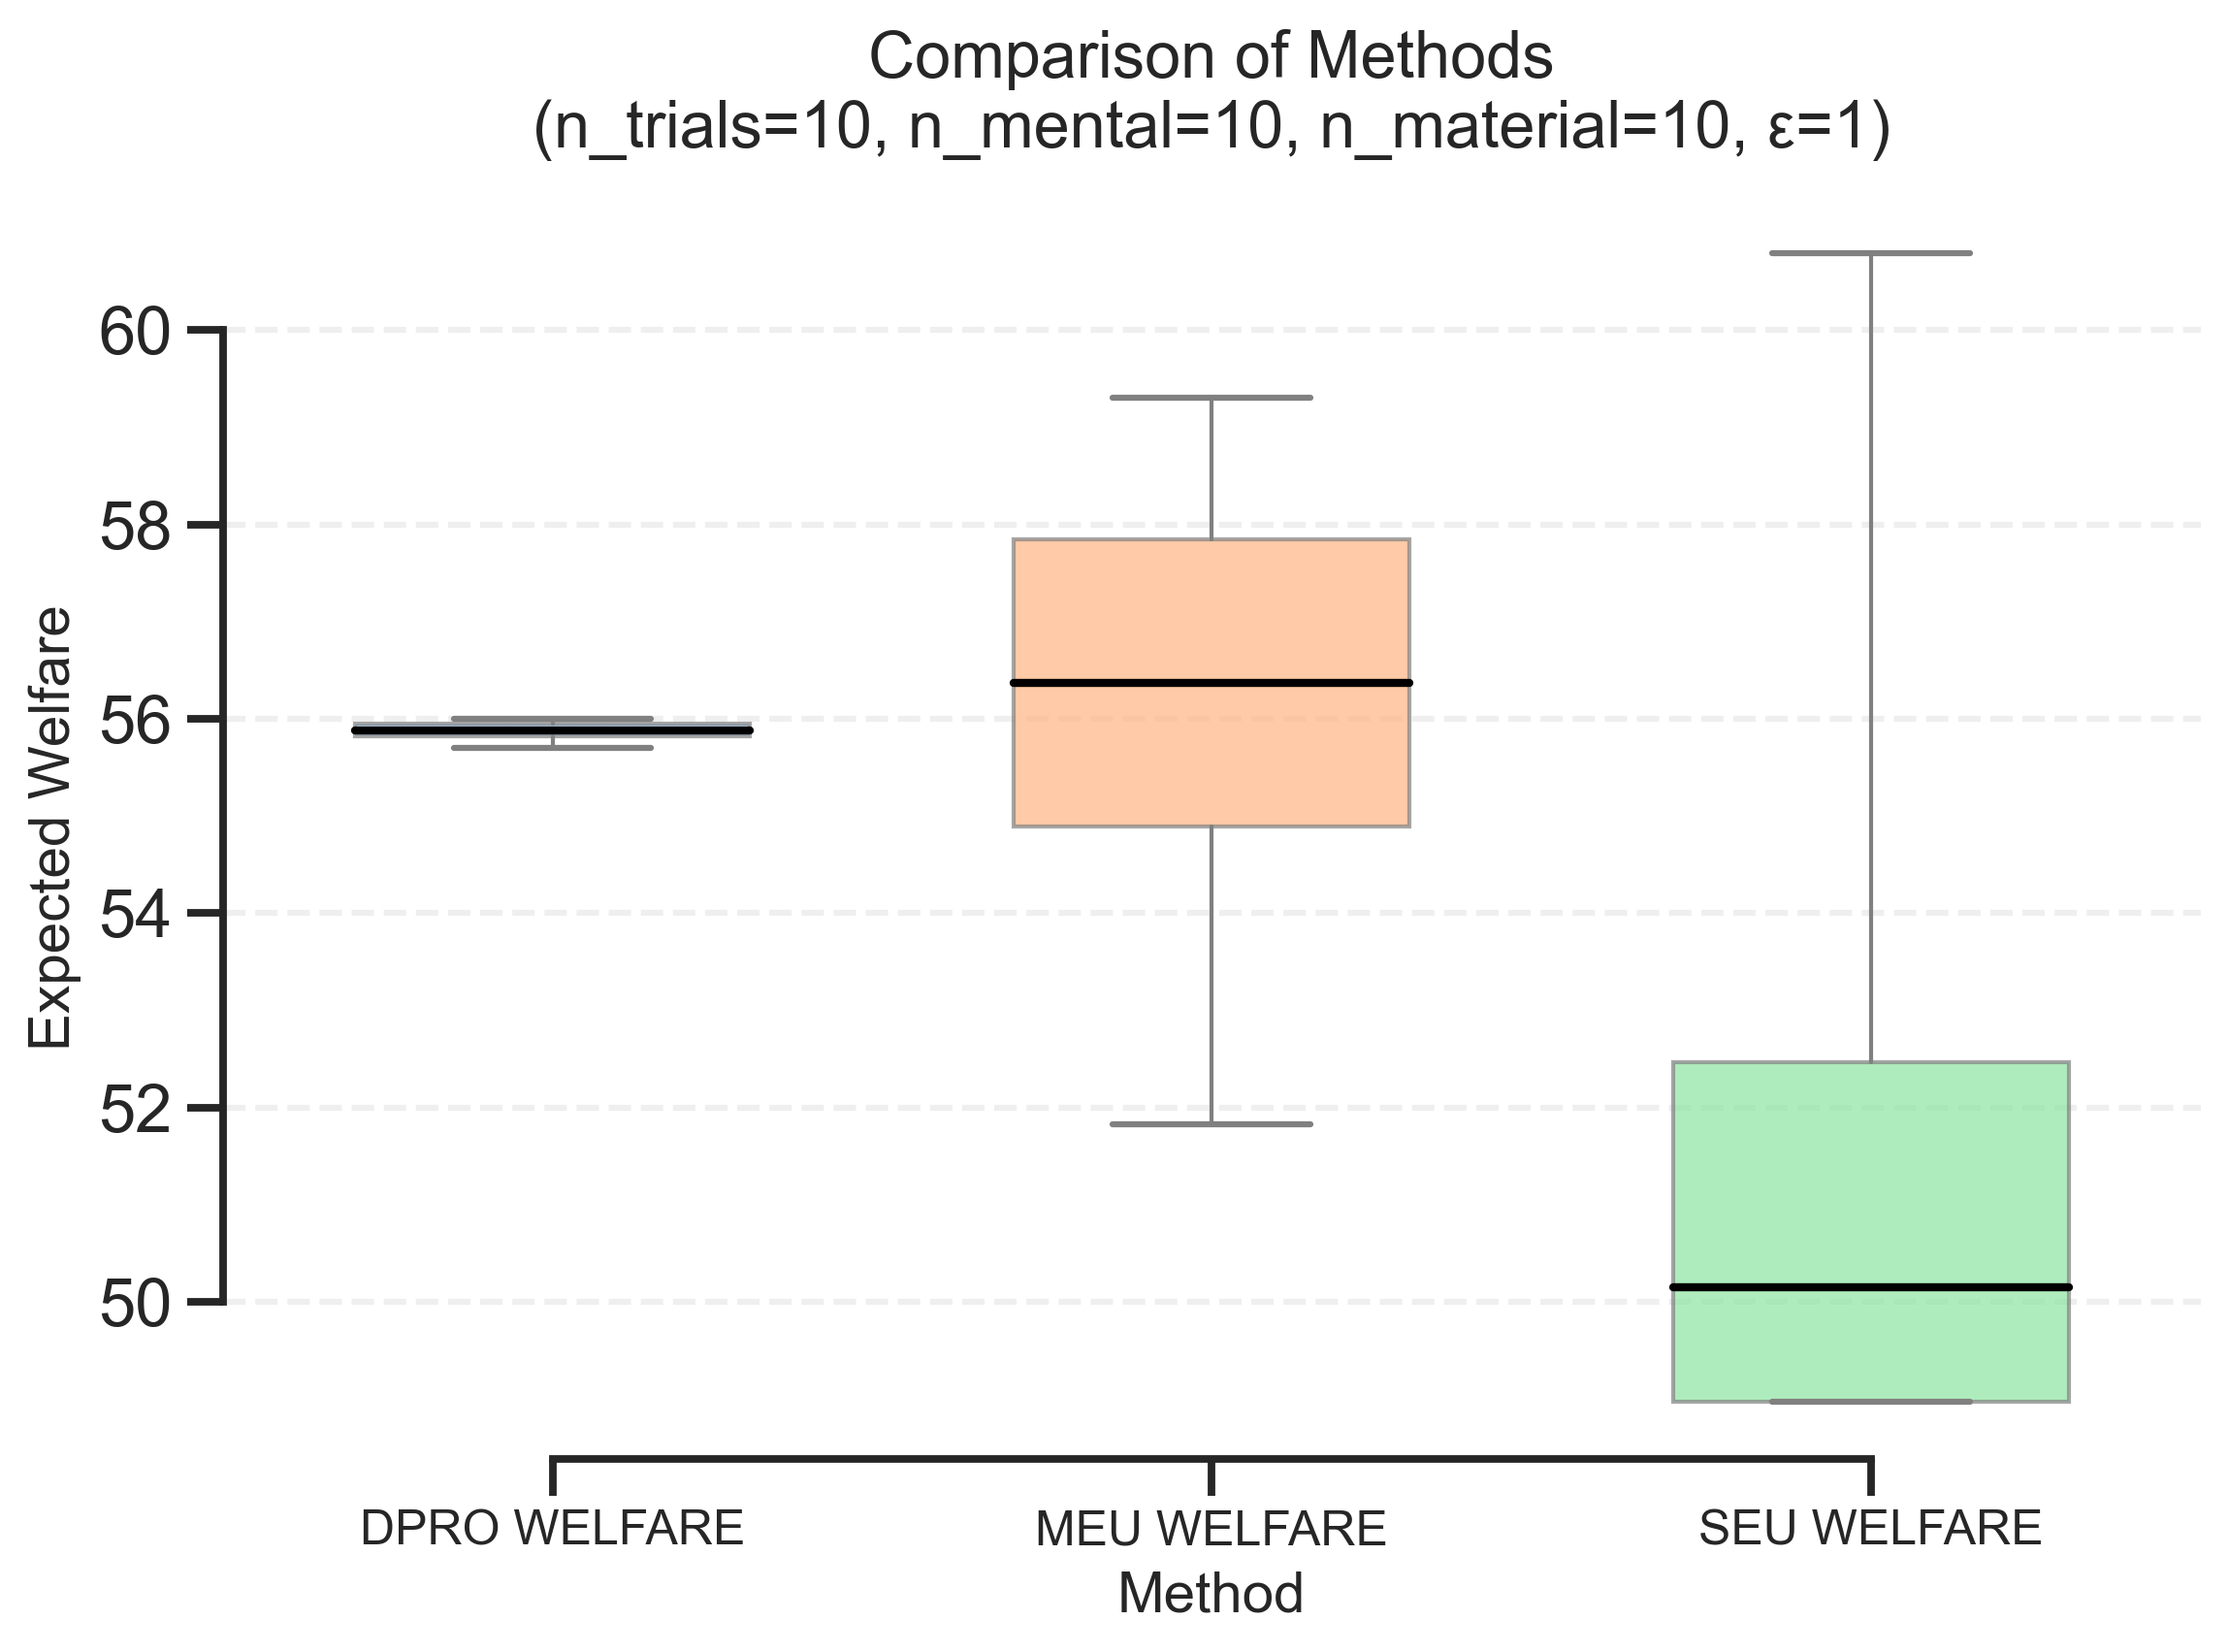 Comparison of Methods
(n_trials=10, n_mental=10, n_material=10, ε=1)
Expected Welfare
60
58
56
54
52
50
DPRO WELFARE
MEU WELFARE
SEU WELFARE
Method